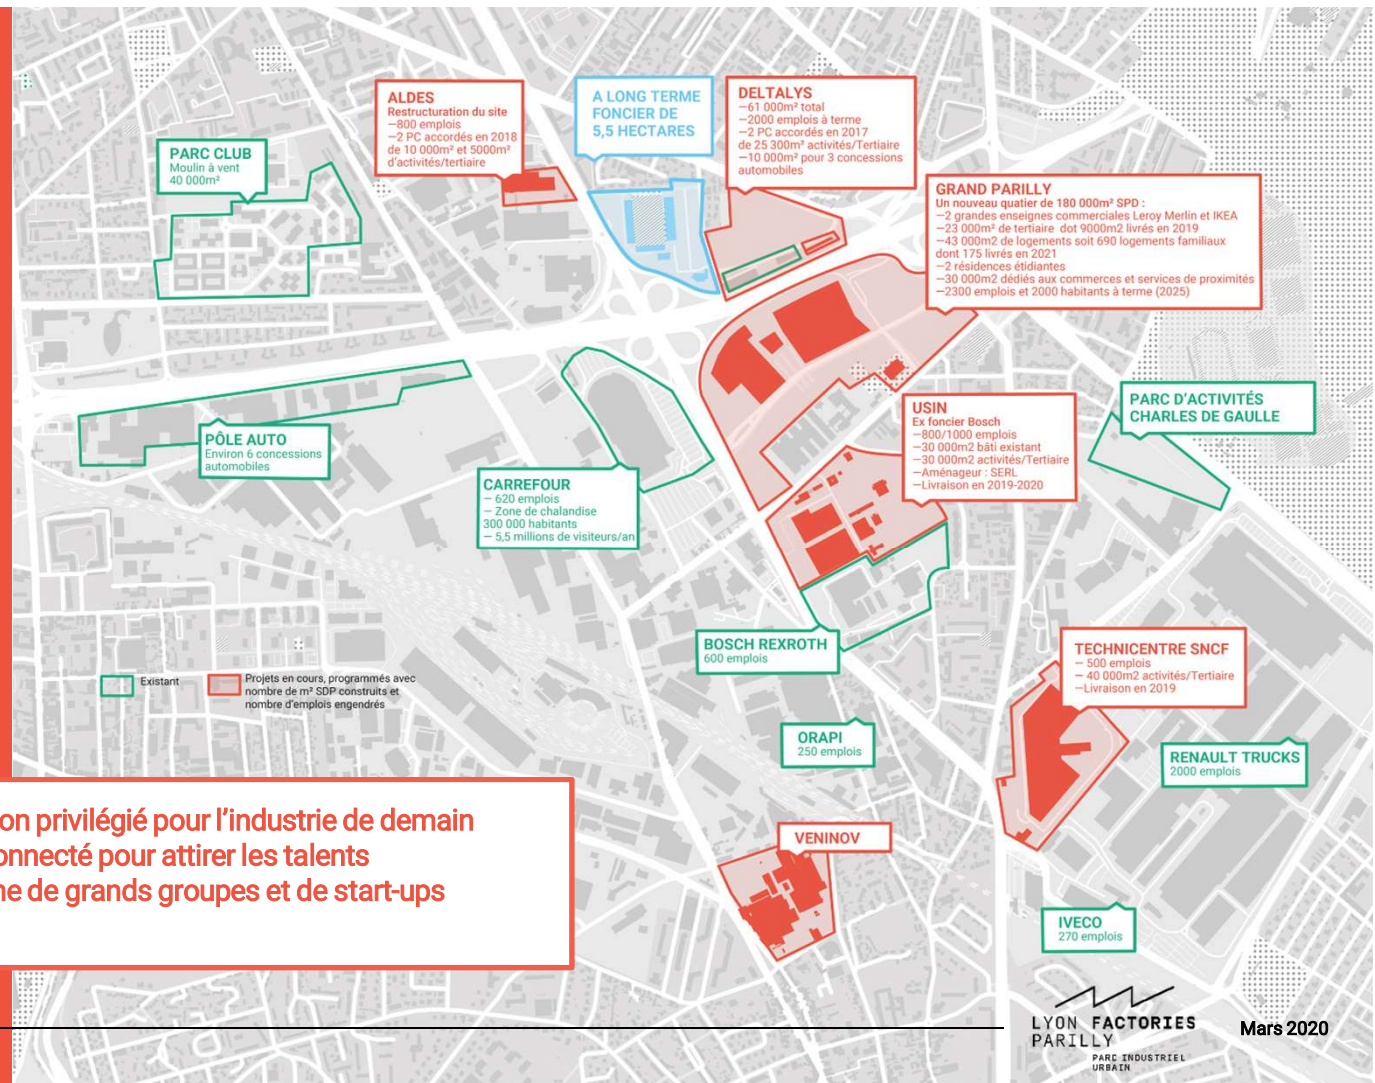 ALDES
Restructuration du site
—800 emplois
—2 PC accordés en 2018
de 10 000m² et 5000m²
d'activités/tertiaire
A LONG TERME
FONCIER DE
5,5 HECTARES
DELTALYS
—61 000m² total
—2000 emplois à terme
—2 PC accordés en 2017
de 25 300m² activités/Tertiaire
—10 000m² pour 3 concessions
automobiles
PARC CLUB
Moulin à vent
40 000m²
GRAND PARILLY
Un nouveau quatier de 180 000m² SPD :
—2 grandes enseignes commerciales Leroy Merlin et IKEA
—23 000m² de tertiaire dot 9000m2 livrés en 2019
—43 000m2 de logements soit 690 logements familiaux
dont 175 livrés en 2021
—2 résidences étidiantes
—30 000m2 dédiés aux commerces et services de proximités
—2300 emplois et 2000 habitants à terme (2025)
PARC D'ACTIVITÉS
CHARLES DE GAULLE
USIN
Ex foncier Bosch
—800/1000 emplois
—30 000m2 bâti existant
—30 000m2 activités/Tertiaire
—Aménageur : SERL
—Livraison en 2019-2020
PÔLE AUTO
Environ 6 concessions
automobiles
CARREFOUR
— 620 emplois
— Zone de chalandise
300 000 habitants
— 5,5 millions de visiteurs/an
BOSCH REXROTH
600 emplois
TECHNICENTRE SNCF
— 500 emplois
— 40 000m2 activités/Tertiaire
—Livraison en 2019
Existant
Projets en cours, programmés avec
nombre de m² SDP construits et
nombre d'emplois engendrés
ORAPI
250 emplois
RENAULT TRUCKS
2000 emplois
VENINOV
on privilégié pour l'industrie de demain
onnecté pour attirer les talents
ne de grands groupes et de start-ups
IVECO
270 emplois
LYON FACTORIES
PARILLY
PARC INDUSTRIEL
URBAIN
Mars 2020